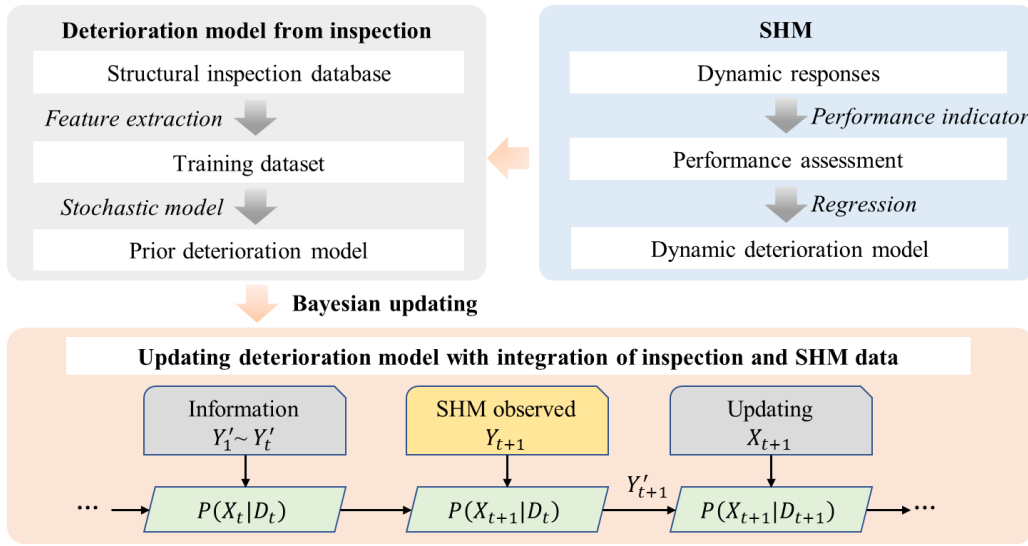 Deterioration model from inspection
Structural inspection database
Feature extraction
Training dataset
Stochastic model
Prior deterioration model
SHM
Dynamic responses
Performance indicator
Performance assessment
Regression
Dynamic deterioration model
Bayesian updating
Updating deterioration model with integration of inspection and SHM data
Information
Y′₁~ Y′ₜ
SHM observed
Yₜ₊₁
Updating
Xₜ₊₁
Y′ₜ₊₁
... P(Xₜ|Dₜ) P(Xₜ₊₁|Dₜ) P(Xₜ₊₁|Dₜ₊₁) ...